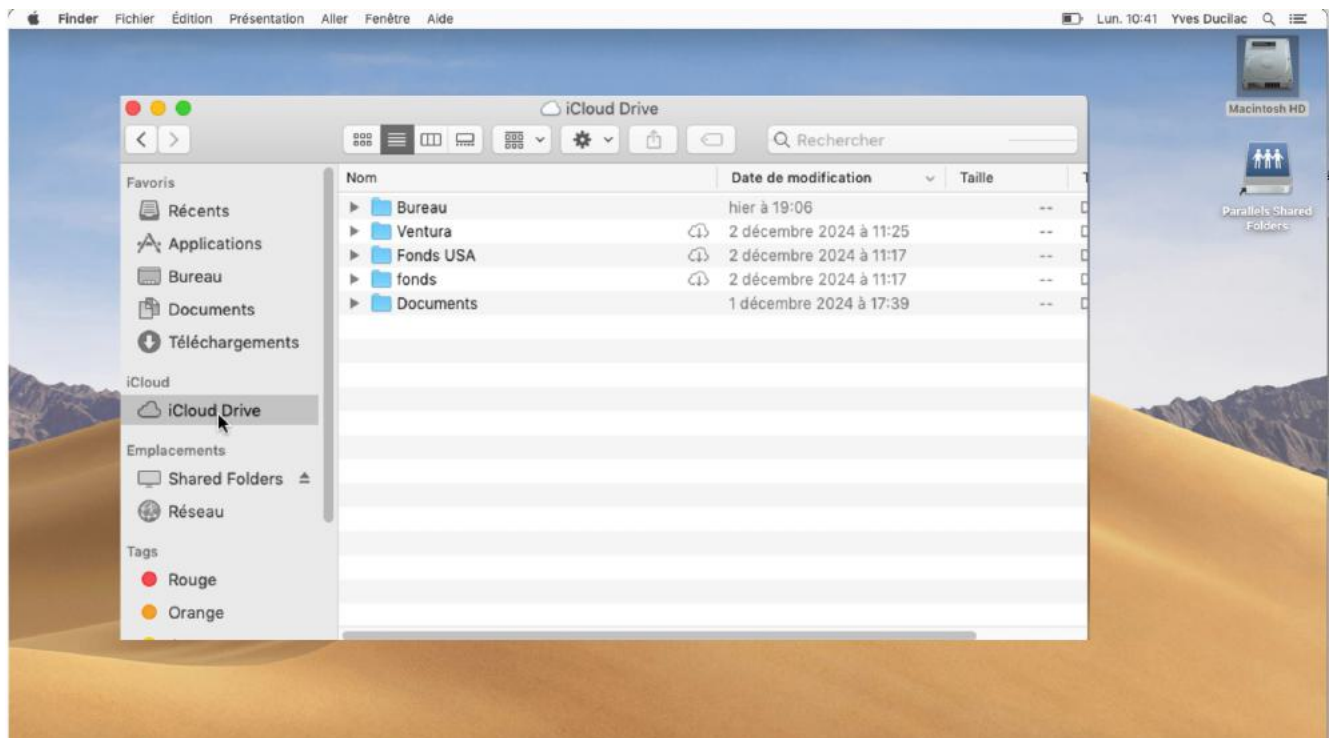 Finder Fichier Édition Présentation Aller Fenêtre Aide Lun. 10:41 Yves Ducilac
Macintosh HD
Parallels Shared
Folders
iCloud Drive
Rechercher
Favoris
Récents
Applications
Bureau
Documents
Téléchargements
iCloud
iCloud Drive
Emplacements
Shared Folders
Réseau
Tags
Rouge
Orange
Nom Date de modification Taille
Bureau hier à 19:06 --
Ventura 2 décembre 2024 à 11:25 --
Fonds USA 2 décembre 2024 à 11:17 --
fonds 2 décembre 2024 à 11:17 --
Documents 1 décembre 2024 à 17:39 --